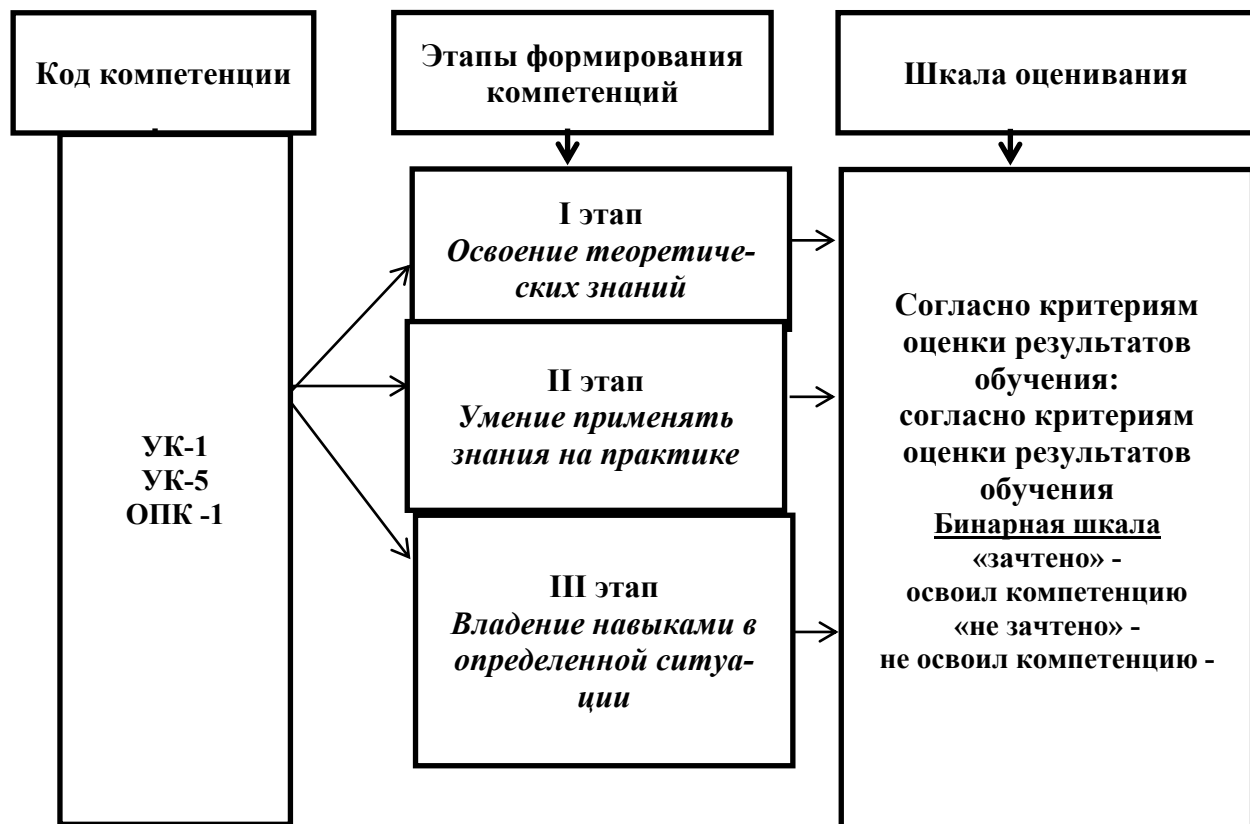 Код компетенции
Этапы формирования
компетенций
Шкала оценивания
УК-1
УК-5
ОПК -1
I этап
Освоение теоретиче-
ских знаний
II этап
Умение применять
знания на практике
III этап
Владение навыками в
определенной ситуа-
ции
Согласно критериям
оценки результатов
обучения:
согласно критериям
оценки результатов
обучения
Бинарная шкала
«зачтено» -
освоил компетенцию
«не зачтено» -
не освоил компетенцию -